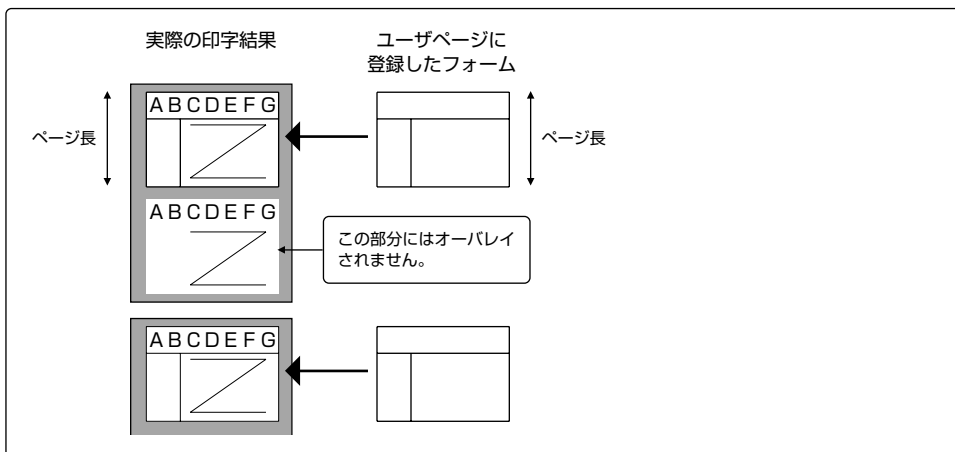 実際の印字結果
ユーザページに
登録したフォーム
ページ長
ABCDEFG
ページ長
ABCDEFG
この部分にはオーバレイ
されません。
ABCDEFG